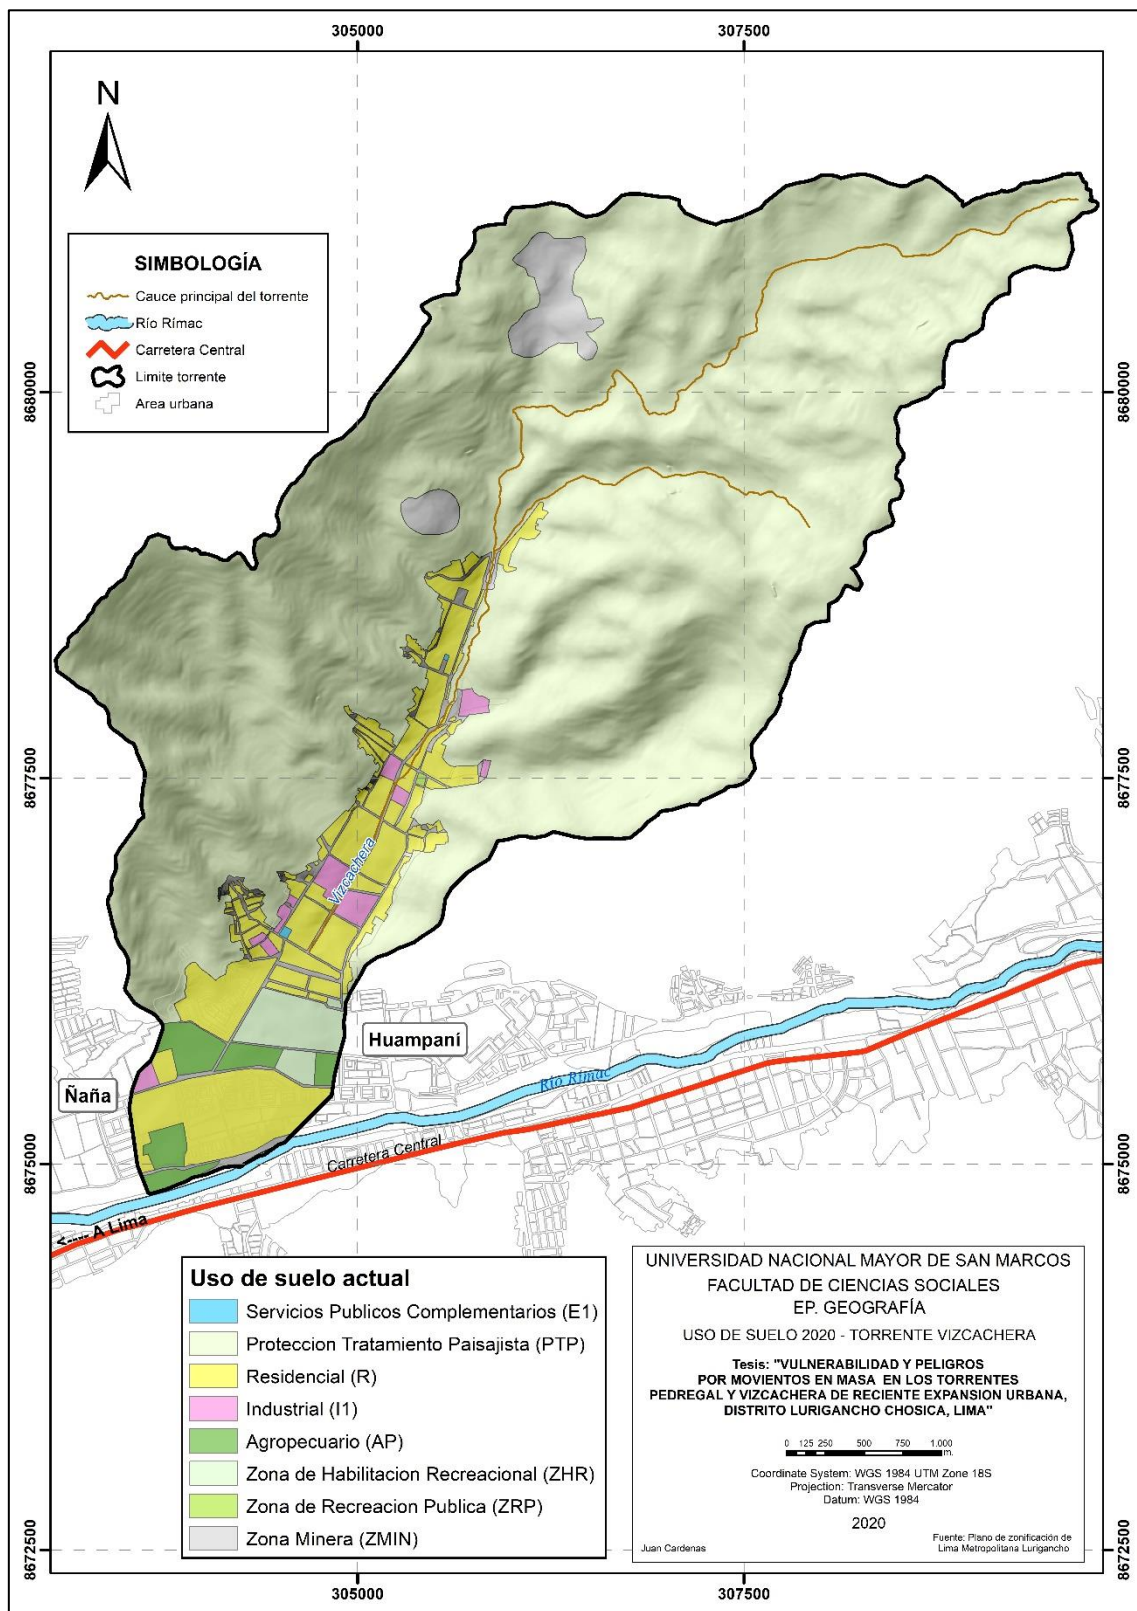 305000
307500
N
SIMBOLOGÍA
Cauce principal del torrente
Río Rímac
Carretera Central
Limite torrente
Area urbana
8680000
8680000
8677500
8677500
Vizcachera
Huampaní
Ñaña
Río Rímac
8675000
8675000
Carretera Central
<---- A Lima
Uso de suelo actual
Servicios Publicos Complementarios (E1)
Proteccion Tratamiento Paisajista (PTP)
Residencial (R)
Industrial (I1)
Agropecuario (AP)
Zona de Habilitacion Recreacional (ZHR)
Zona de Recreacion Publica (ZRP)
Zona Minera (ZMIN)
UNIVERSIDAD NACIONAL MAYOR DE SAN MARCOS
FACULTAD DE CIENCIAS SOCIALES
EP. GEOGRAFÍA
USO DE SUELO 2020 - TORRENTE VIZCACHERA
Tesis: "VULNERABILIDAD Y PELIGROS
POR MOVIENTOS EN MASA EN LOS TORRENTES
PEDREGAL Y VIZCACHERA DE RECIENTE EXPANSION URBANA,
DISTRITO LURIGANCHO CHOSICA, LIMA"
0 125 250 500 750 1,000
m.
Coordinate System: WGS 1984 UTM Zone 18S
Projection: Transverse Mercator
Datum: WGS 1984
2020
Juan Cardenas
Fuente: Plano de zonificación de
Lima Metropolitana Lurigancho
8672500
8672500
305000
307500